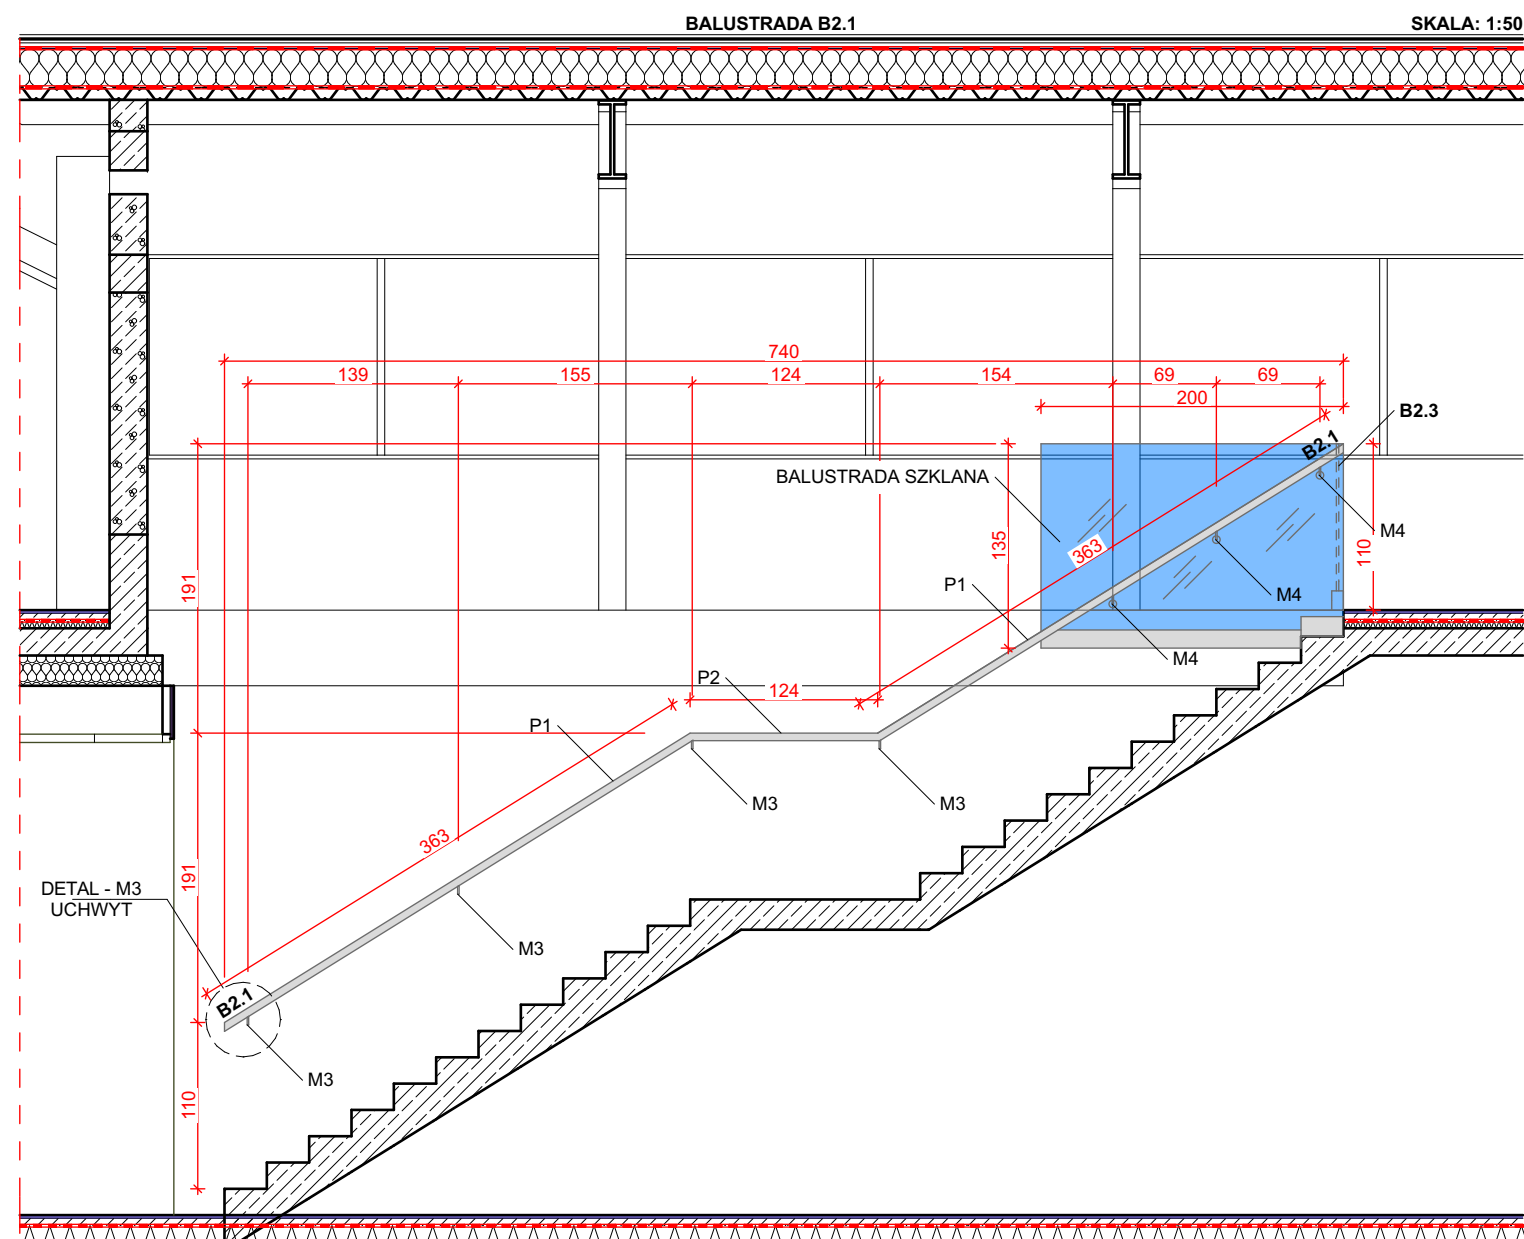 BALUSTRADA B2.1
SKALA: 1:50
740
139
155
124
154
69
69
200
B2.3
B2.1
BALUSTRADA SZKLANA
M4
135
363
110
191
P1
M4
M4
P2
124
P1
M3
M3
363
191
DETAL - M3
UCHWYT
M3
B2.1
M3
110